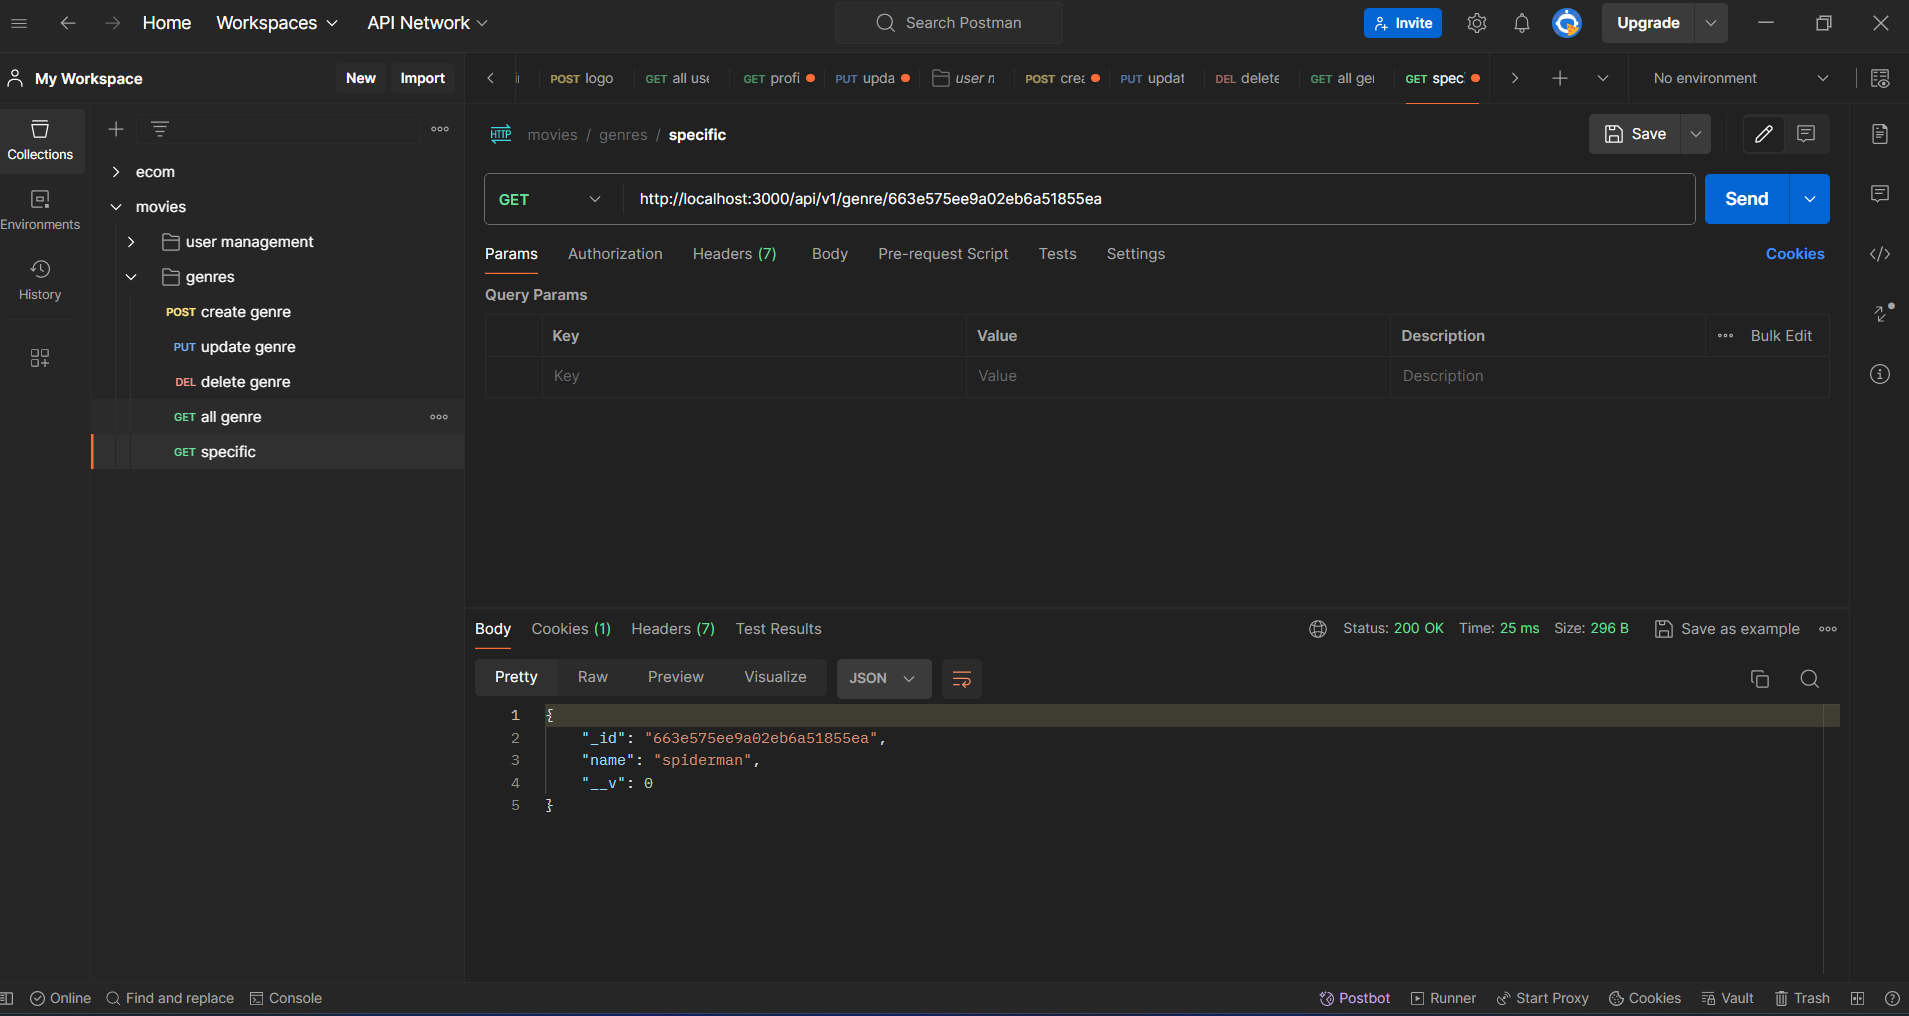 Home Workspaces API Network Search Postman Invite Upgrade
My Workspace New Import
POST logo GET all use GET profi PUT upda user r POST crea PUT updat DEL delete GET all gen GET spec No environment
Collections
Environments
History
ecom
movies
user management
genres
POST create genre
PUT update genre
DEL delete genre
GET all genre
GET specific
HTTP movies / genres / specific Save
GET http://localhost:3000/api/v1/genre/663e575ee9a02eb6a51855ea Send
Params Authorization Headers (7) Body Pre-request Script Tests Settings Cookies
Query Params
Key Value Description Bulk Edit
Key Value Description
Body Cookies (1) Headers (7) Test Results Status: 200 OK Time: 25 ms Size: 296 B Save as example
Pretty Raw Preview Visualize JSON
1 {
2 "_id": "663e575ee9a02eb6a51855ea",
3 "name": "spiderman",
4 "__v": 0
5 }
Online Find and replace Console Postbot Runner Start Proxy Cookies Vault Trash